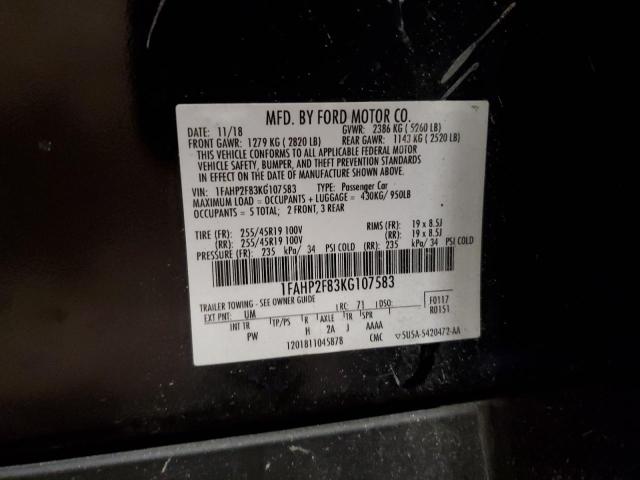 MFD. BY FORD MOTOR CO.
DATE: 11/18 GVWR: 2386 KG ( 5260 LB)
FRONT GAWR: 1279 KG ( 2820 LB) REAR GAWR: 1143 KG ( 2520 LB)
THIS VEHICLE CONFORMS TO ALL APPLICABLE FEDERAL MOTOR
VEHICLE SAFETY, BUMPER, AND THEFT PREVENTION STANDARDS
IN EFFECT ON THE DATE OF MANUFACTURE SHOWN ABOVE.
VIN: 1FAHP2F83KG107583 TYPE: Passenger Car
MAXIMUM LOAD = OCCUPANTS + LUGGAGE = 430KG/ 950LB
OCCUPANTS = 5 TOTAL; 2 FRONT, 3 REAR
TIRE (FR): 255/45R19 100V RIMS (FR): 19 x 8.5J
(RR): 255/45R19 100V (RR): 19 x 8.5J
PRESSURE (FR): 235 kPa/ 34 PSI COLD (RR): 235 kPa/ 34 PSI COLD
1FAHP2F83KG107583
TRAILER TOWING - SEE OWNER GUIDE RC: 71 DSO: F0117
EXT PNT: UM R0151
INT TR TP/PS R AXLE TR SPR
PW H 2A J AAAA
1201811045878 CMC 5U5A-5420472-AA